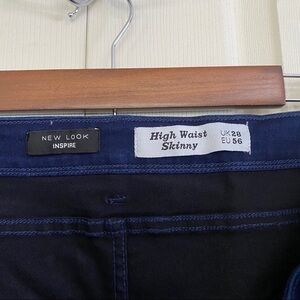 NEW LOOK
INSPIRE
High Waist
Skinny
UK 28
EU 56